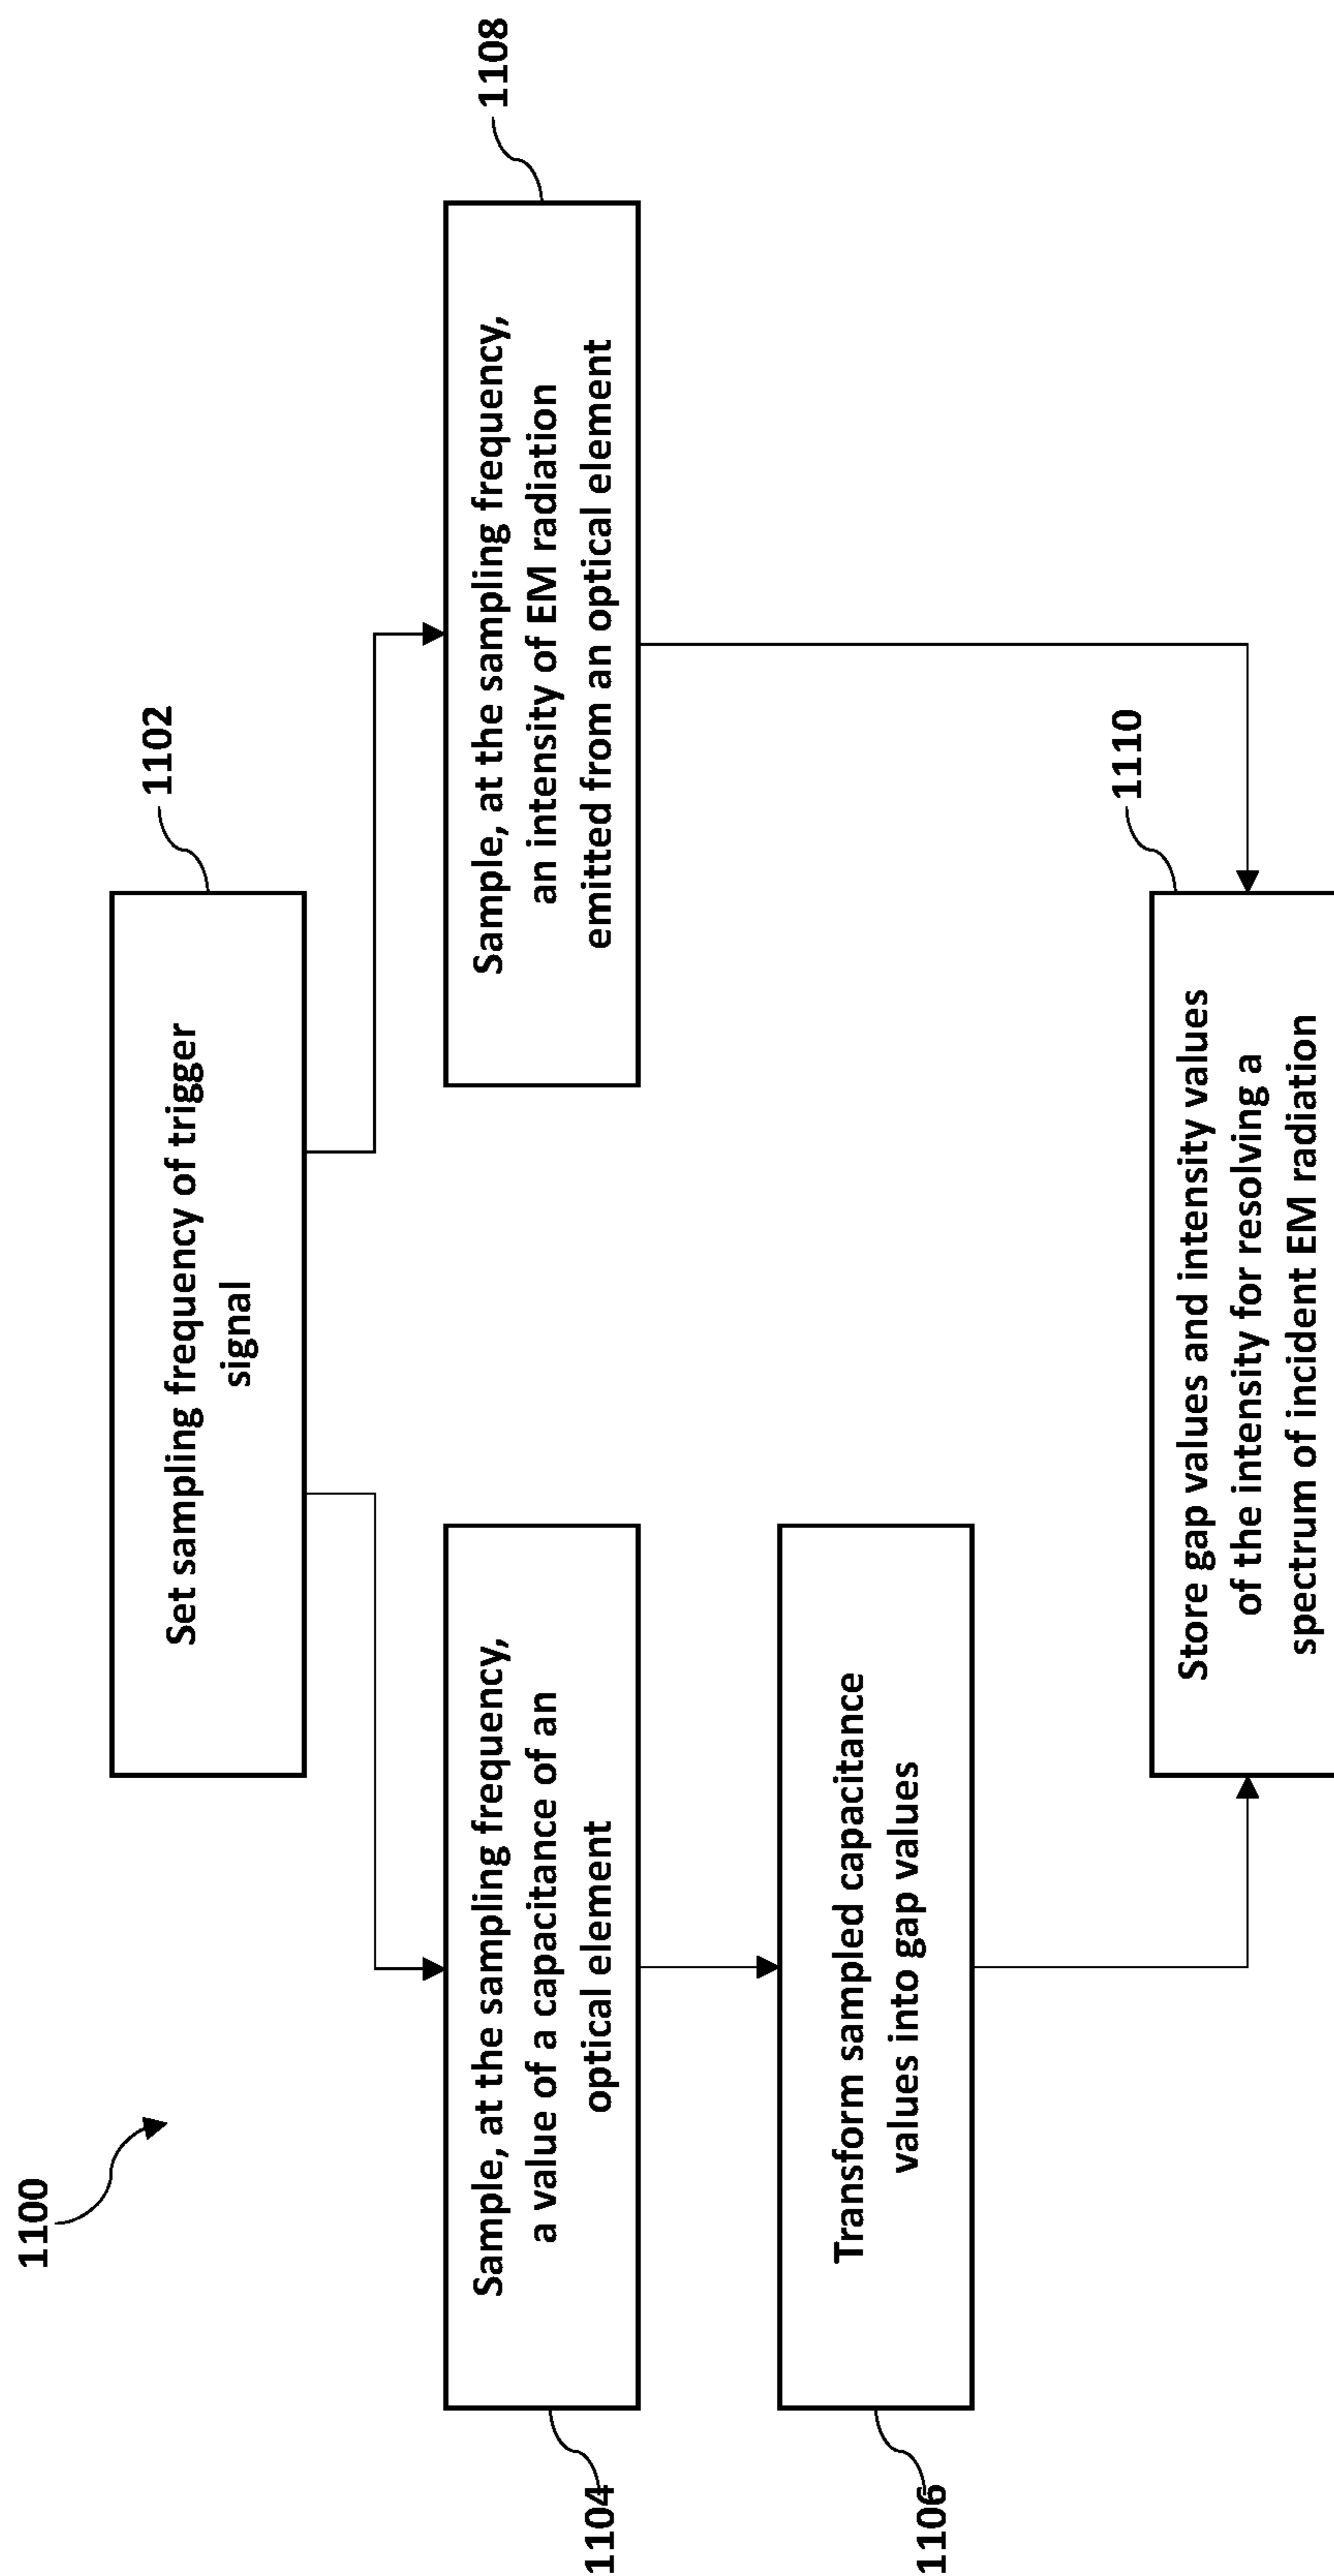 1100
1102
Set sampling frequency of trigger
signal
1104
Sample, at the sampling frequency,
a value of a capacitance of an
optical element
1108
Sample, at the sampling frequency,
an intensity of EM radiation
emitted from an optical element
1106
Transform sampled capacitance
values into gap values
1110
Store gap values and intensity values
of the intensity for resolving a
spectrum of incident EM radiation